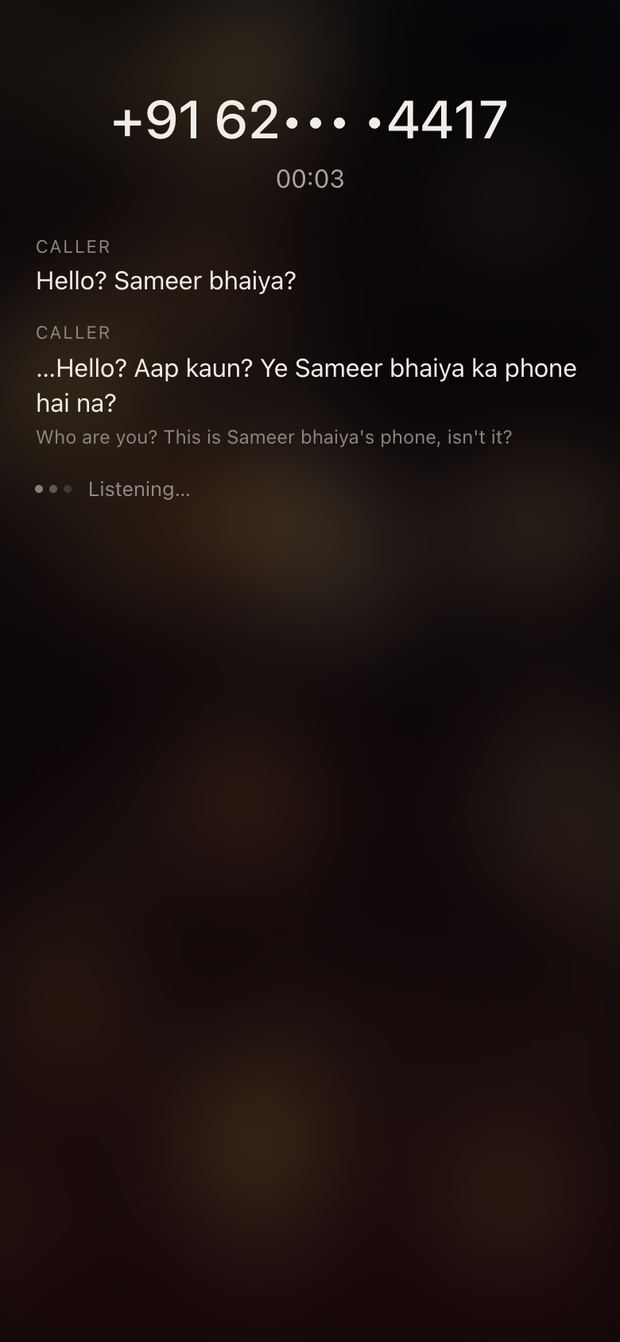 +91 62••• •4417
00:03
CALLER
Hello? Sameer bhaiya?
CALLER
...Hello? Aap kaun? Ye Sameer bhaiya ka phone
hai na?
Who are you? This is Sameer bhaiya's phone, isn't it?
Listening...